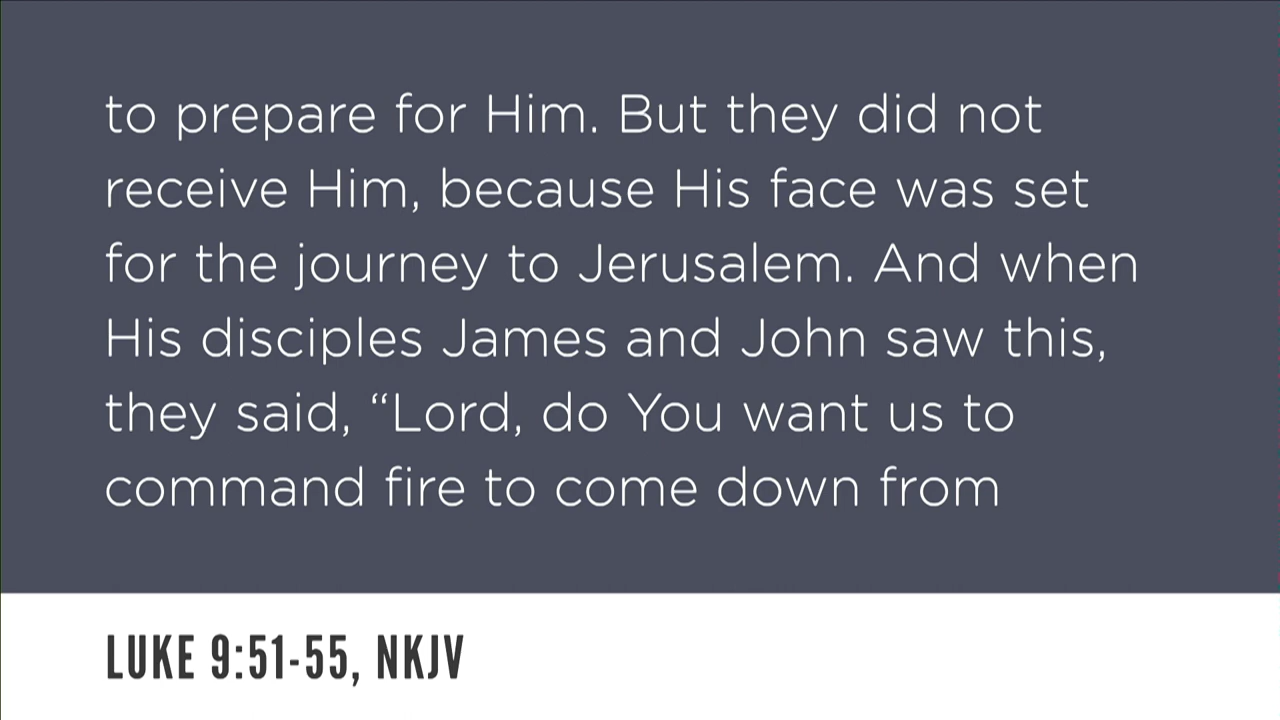 to prepare for Him. But they did not
receive Him, because His face was set
for the journey to Jerusalem. And when
His disciples James and John saw this,
they said, “Lord, do You want us to
command fire to come down from
LUKE 9:51-55, NKJV